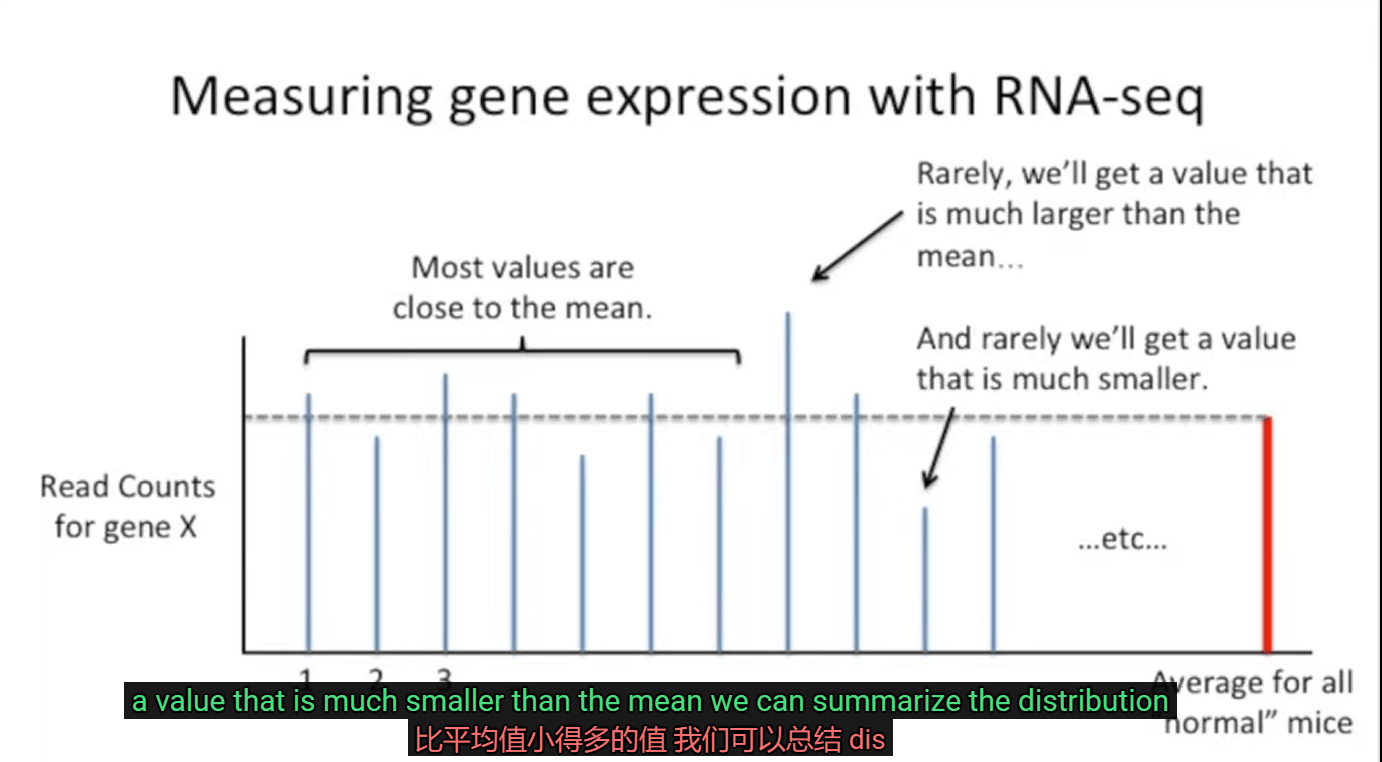 Measuring gene expression with RNA-seq
Rarely, we’ll get a value that
is much larger than the
mean…
Most values are
close to the mean.
And rarely we’ll get a value
that is much smaller.
Read Counts
for gene X
...etc...
1 2 3
Average for all
“normal” mice
a value that is much smaller than the mean we can summarize the distribution
比平均值小得多的值 我们可以总结 dis